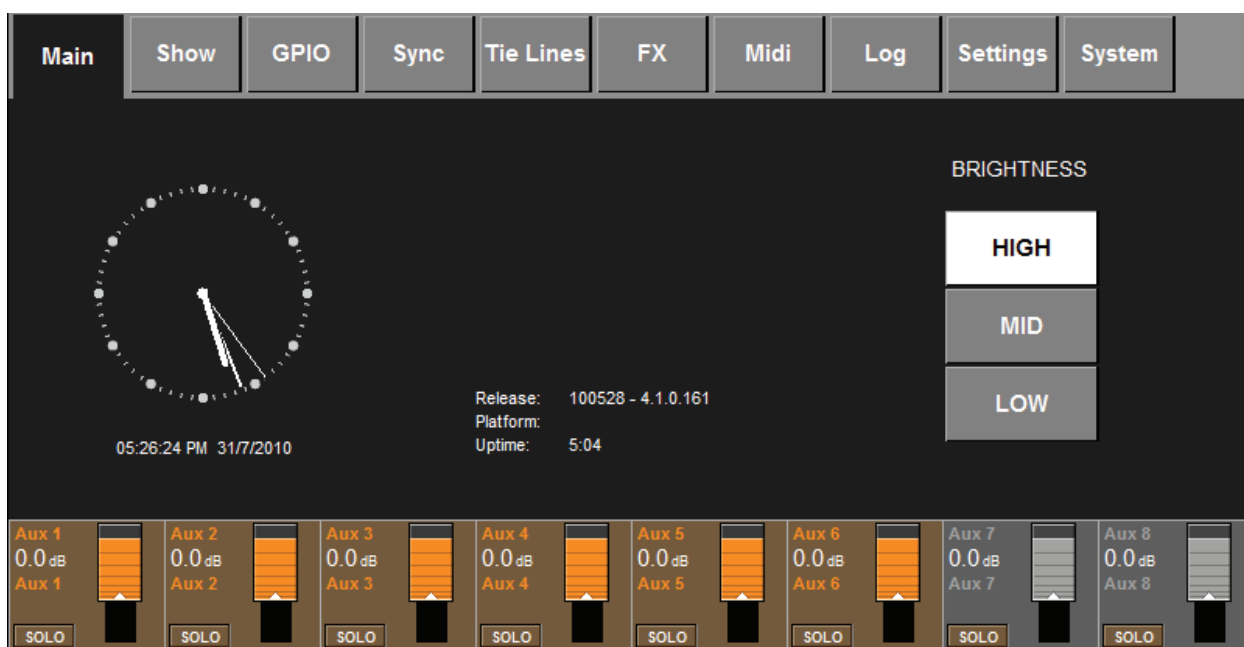 Main Show GPIO Sync Tie Lines FX Midi Log Settings System
BRIGHTNESS
HIGH
MID
LOW
Release: 100528 - 4.1.0.161
Platform:
Uptime: 5:04
05:26:24 PM 31/7/2010
Aux 1 Aux 2 Aux 3 Aux 4 Aux 5 Aux 6 Aux 7 Aux 8
0.0 dB 0.0 dB 0.0 dB 0.0 dB 0.0 dB 0.0 dB 0.0 dB 0.0 dB
Aux 1 Aux 2 Aux 3 Aux 4 Aux 5 Aux 6 Aux 7 Aux 8
SOLO SOLO SOLO SOLO SOLO SOLO SOLO SOLO